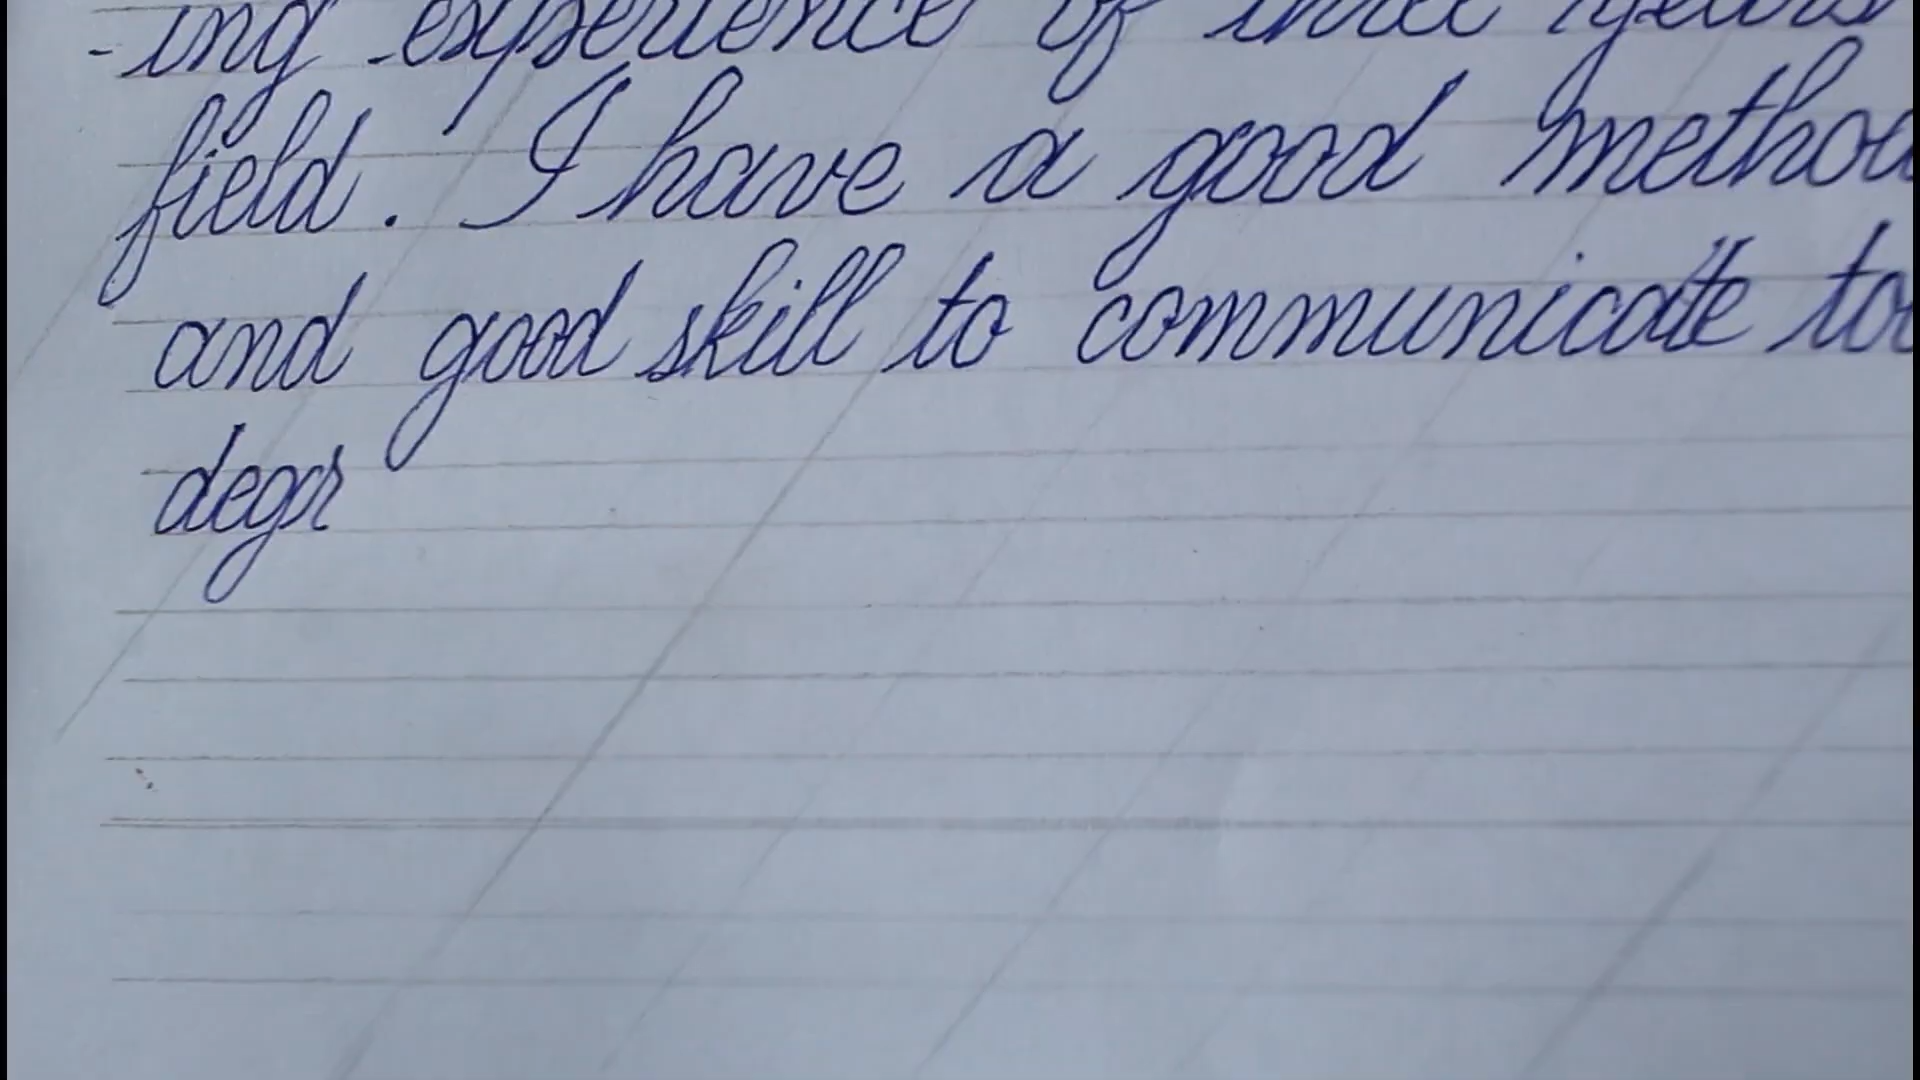 -ing experience of three years
field. I have a good metho
and good skill to communicate to
degr